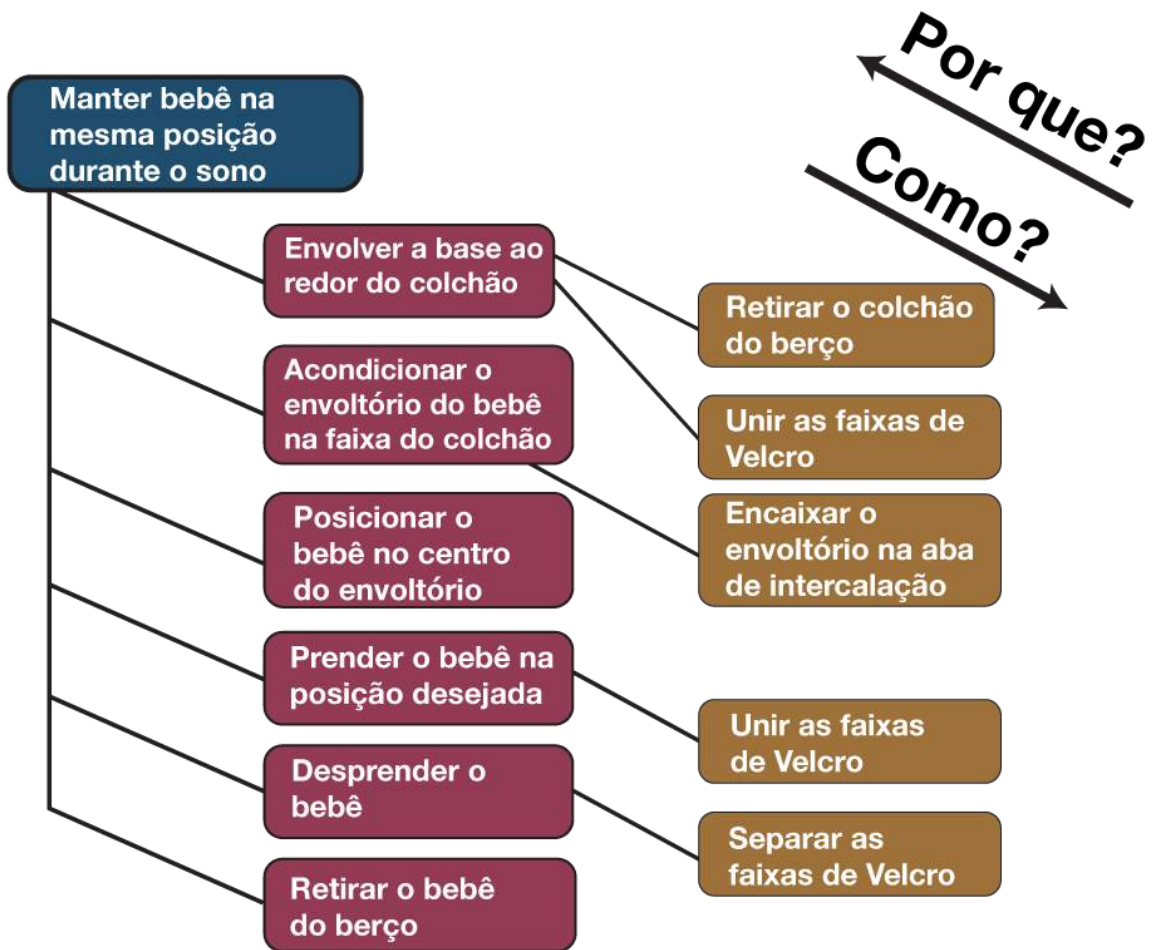 Por que?
Como?
Manter bebê na
mesma posição
durante o sono
Envolver a base ao
redor do colchão
Acondicionar o
envoltório do bebê
na faixa do colchão
Posicionar o
bebê no centro
do envoltório
Prender o bebê na
posição desejada
Desprender o
bebê
Retirar o bebê
do berço
Retirar o colchão
do berço
Unir as faixas de
Velcro
Encaixar o
envoltório na aba
de intercalação
Unir as faixas
de Velcro
Separar as
faixas de Velcro